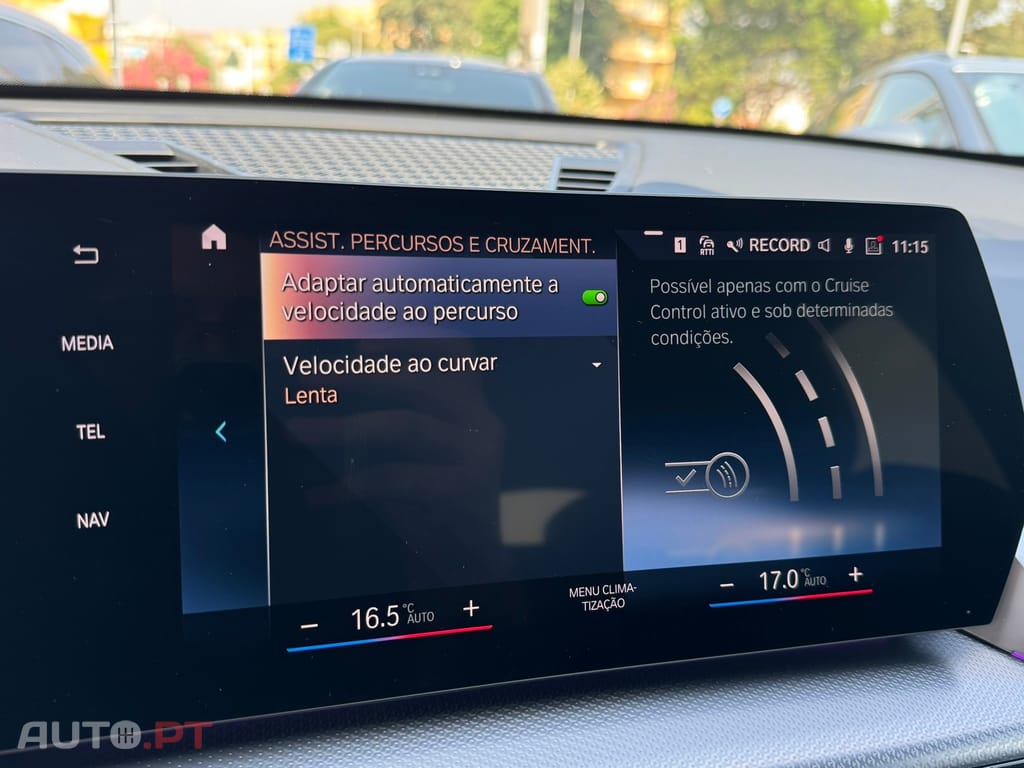 ASSIST. PERCURSOS E CRUZAMENT.
1 RTTI RECORD 11:15
MEDIA
TEL
NAV
Adaptar automaticamente a
velocidade ao percurso
Velocidade ao curvar
Lenta
Possível apenas com o Cruise
Control ativo e sob determinadas
condições.
– 16.5 °C AUTO +
MENU CLIMA-
TIZAÇÃO
– 17.0 °C AUTO +
AUTO.PT